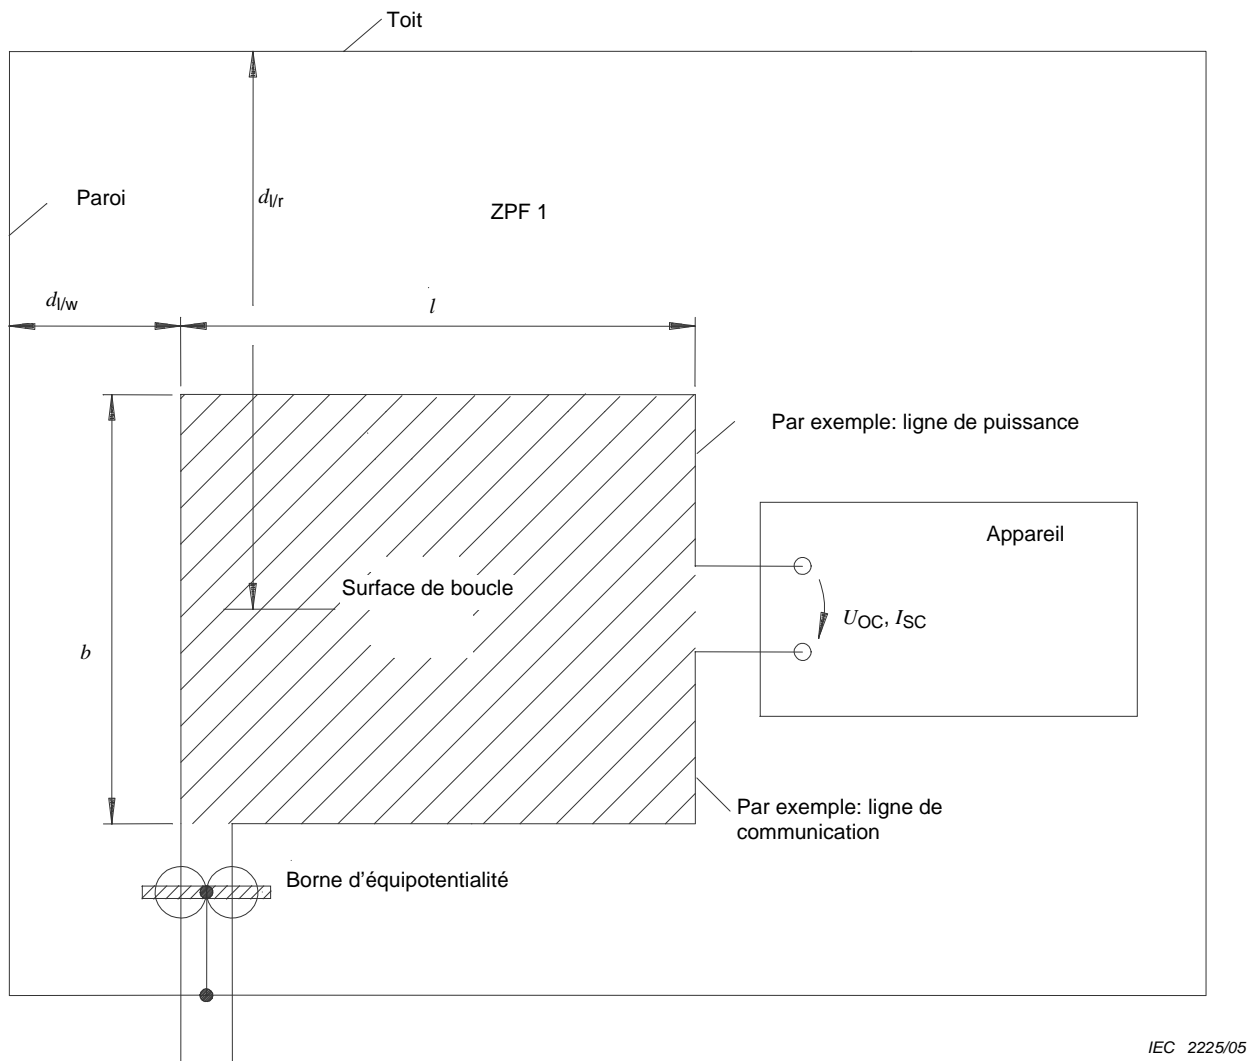 Toit
Paroi
dl/r
ZPF 1
dl/w
l
Par exemple: ligne de puissance
Appareil
Surface de boucle
UOC, ISC
b
Par exemple: ligne de
communication
Borne d'équipotentialité
IEC 2225/05